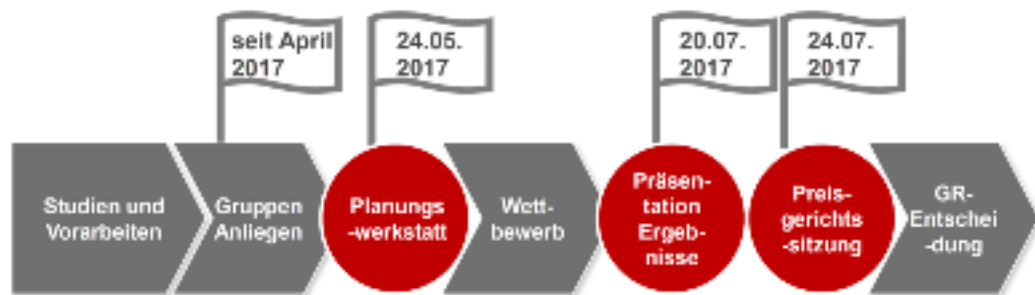 seit April
2017
24.05.
2017
20.07.
2017
24.07.
2017
Studien und
Vorarbeiten
Gruppen
Anliegen
Planungs
-werkstatt
Wett-
bewerb
Präsen-
tation
Ergeb-
nisse
Preis-
gerichts
-sitzung
GR-
Entschei
-dung